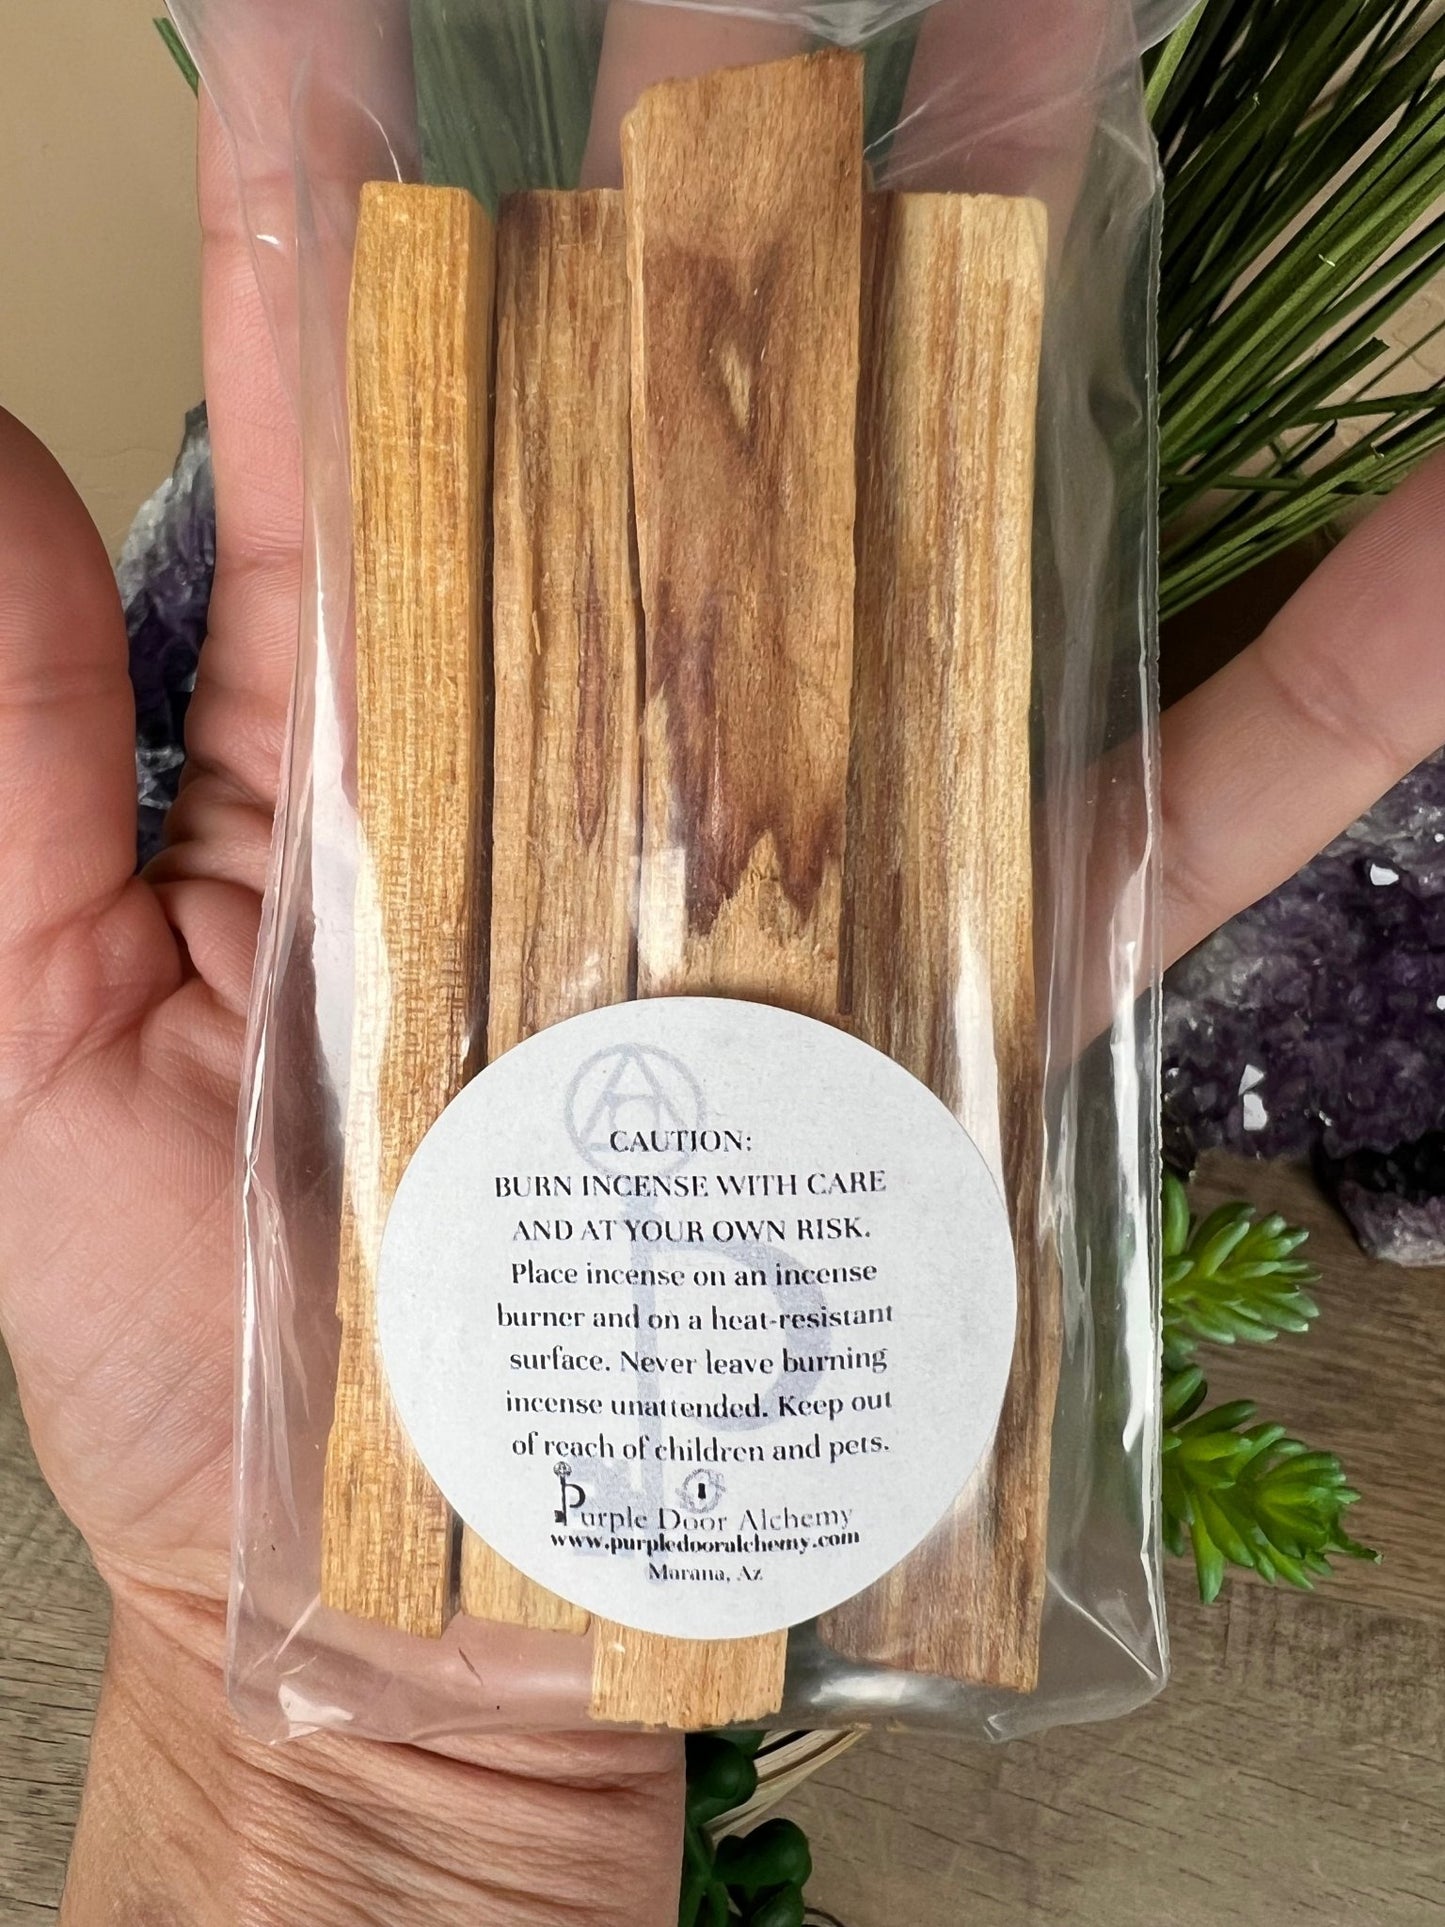 CAUTION:
BURN INCENSE WITH CARE
AND AT YOUR OWN RISK.
Place incense on an incense
burner and on a heat-resistant
surface. Never leave burning
incense unattended. Keep out
of reach of children and pets.
Purple Door Alchemy
www.purpledooralchemy.com
Marana, Az